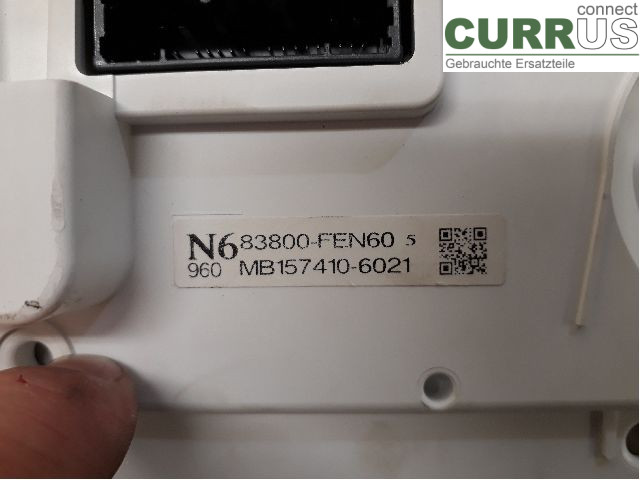 connect
CURRUS
Gebrauchte Ersatzteile
N6 83800-FEN60 5
960 MB157410-6021